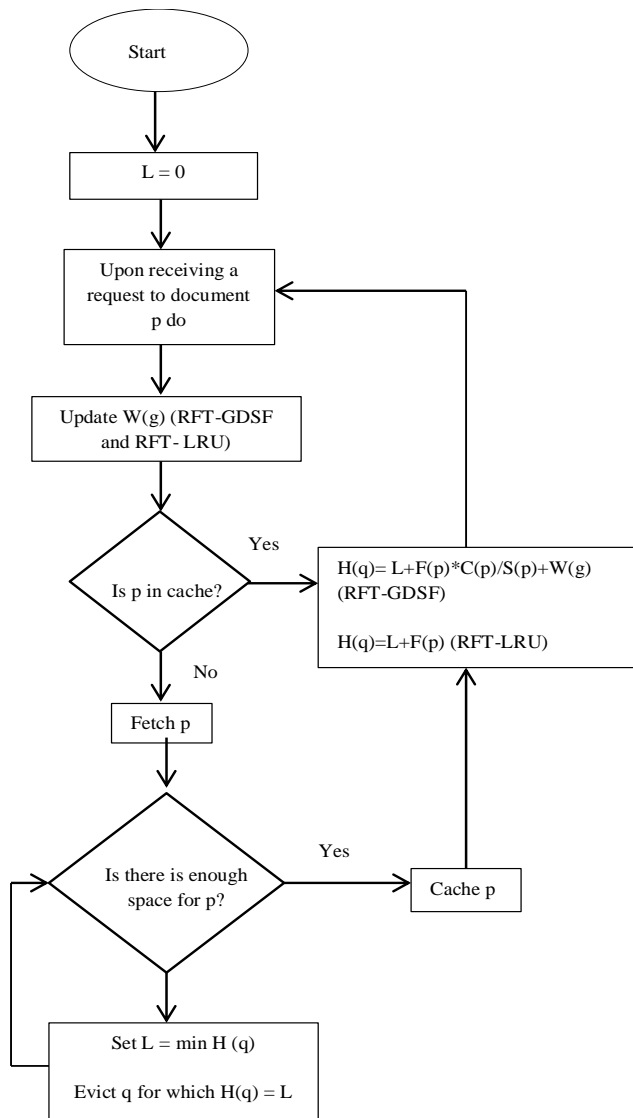 Start
L = 0
Upon receiving a
request to document
p do
Update W(g) (RFT-GDSF
and RFT- LRU)
Yes
Is p in cache?
H(q)= L+F(p)*C(p)/S(p)+W(g)
(RFT-GDSF)
H(q)=L+F(p) (RFT-LRU)
No
Fetch p
Yes
Is there is enough
space for p?
Cache p
Set L = min H (q)
Evict q for which H(q) = L